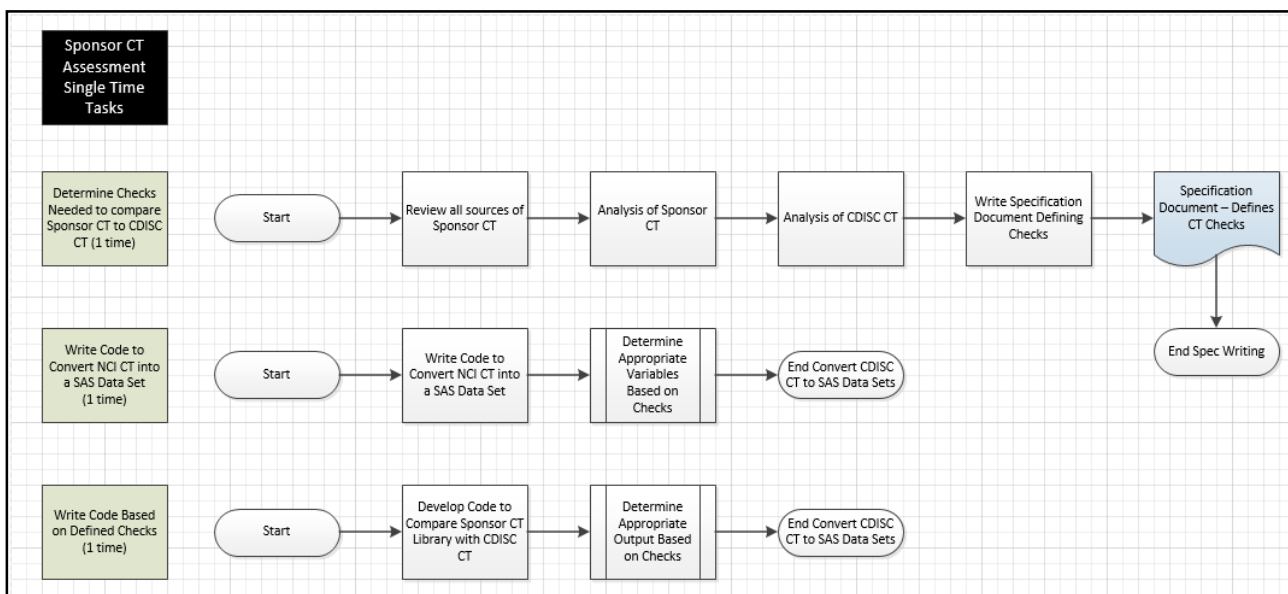 Sponsor CT
Assessment
Single Time
Tasks
Determine Checks
Needed to compare
Sponsor CT to CDISC
CT (1 time)
Start
Review all sources of
Sponsor CT
Analysis of Sponsor
CT
Analysis of CDISC CT
Write Specification
Document Defining
Checks
Specification
Document – Defines
CT Checks
End Spec Writing
Write Code to
Convert NCI CT into
a SAS Data Set
(1 time)
Start
Write Code to
Convert NCI CT into
a SAS Data Set
Determine
Appropriate
Variables
Based on
Checks
End Convert CDISC
CT to SAS Data Sets
Write Code Based
on Defined Checks
(1 time)
Start
Develop Code to
Compare Sponsor CT
Library with CDISC
CT
Determine
Appropriate
Output Based
on Checks
End Convert CDISC
CT to SAS Data Sets